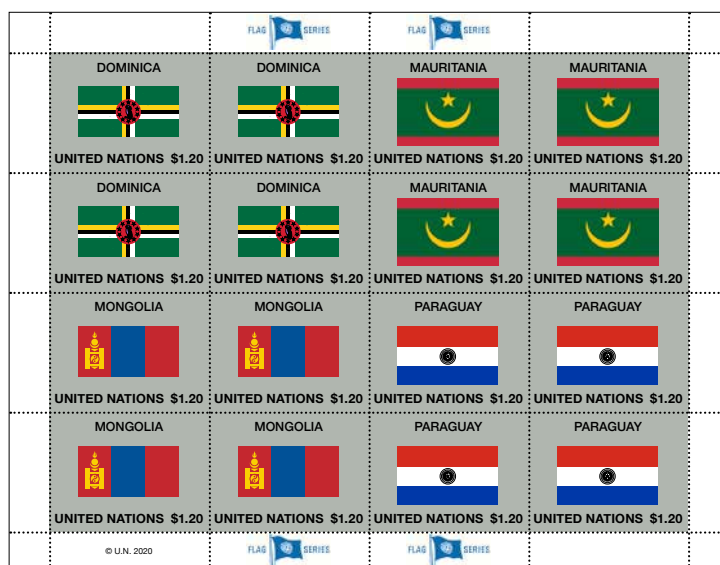 FLAG SERIES FLAG SERIES
DOMINICA DOMINICA MAURITANIA MAURITANIA
UNITED NATIONS $1.20 UNITED NATIONS $1.20 UNITED NATIONS $1.20 UNITED NATIONS $1.20
DOMINICA DOMINICA MAURITANIA MAURITANIA
UNITED NATIONS $1.20 UNITED NATIONS $1.20 UNITED NATIONS $1.20 UNITED NATIONS $1.20
MONGOLIA MONGOLIA PARAGUAY PARAGUAY
UNITED NATIONS $1.20 UNITED NATIONS $1.20 UNITED NATIONS $1.20 UNITED NATIONS $1.20
MONGOLIA MONGOLIA PARAGUAY PARAGUAY
UNITED NATIONS $1.20 UNITED NATIONS $1.20 UNITED NATIONS $1.20 UNITED NATIONS $1.20
© U.N. 2020 FLAG SERIES FLAG SERIES